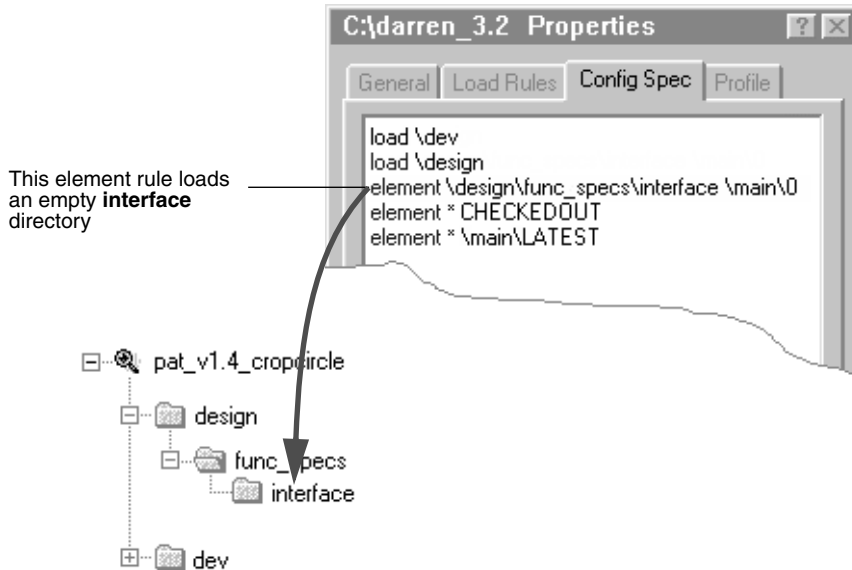 C:\darren_3.2 Properties
General Load Rules Config Spec Profile
load \dev
load \design
element \design\func_specs\interface \main\0
element * CHECKEDOUT
element * \main\LATEST
This element rule loads
an empty interface
directory
pat_v1.4_cropcircle
design
func_specs
interface
dev